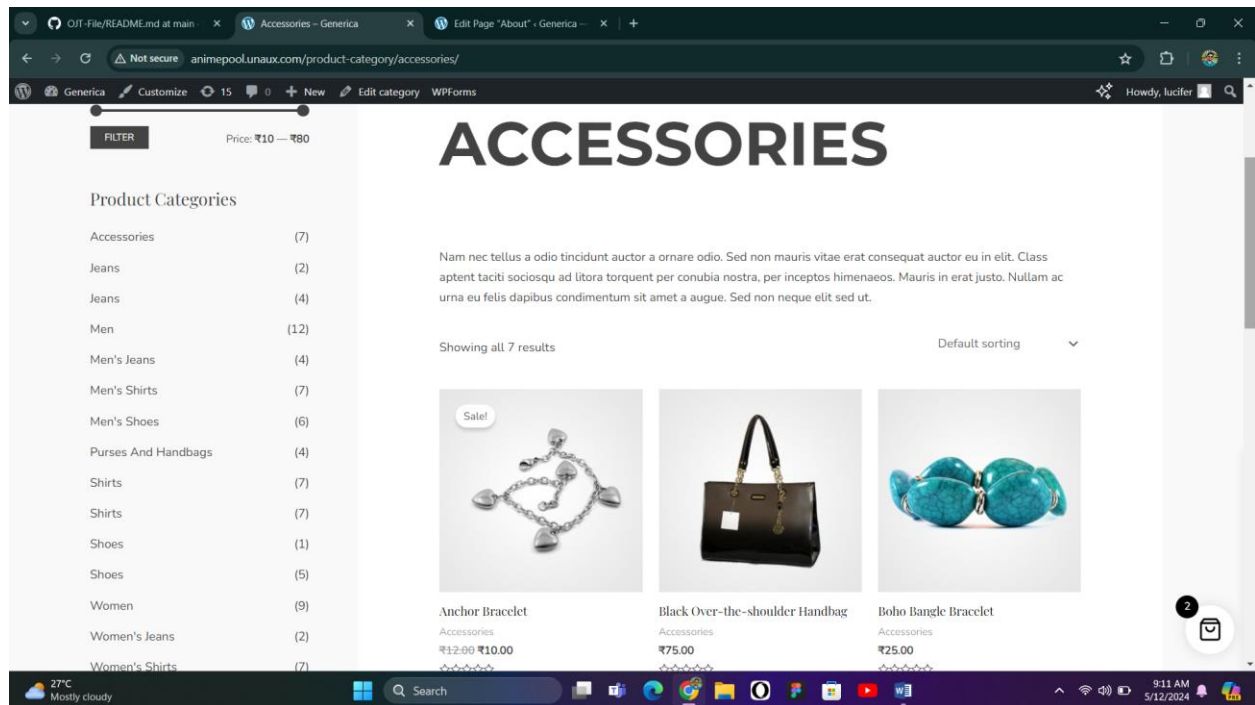 OJT-File/README.md at main ·
Accessories – Generica
Edit Page "About" ‹ Generica —
Not secure animepool.unaux.com/product-category/accessories/
Generica Customize 15 0 New Edit category WPForms Howdy, lucifer
FILTER Price: ₹10 — ₹80
Product Categories
Accessories (7)
Jeans (2)
Jeans (4)
Men (12)
Men's Jeans (4)
Men's Shirts (7)
Men's Shoes (6)
Purses And Handbags (4)
Shirts (7)
Shirts (7)
Shoes (1)
Shoes (5)
Women (9)
Women's Jeans (2)
Women's Shirts (7)
ACCESSORIES
Nam nec tellus a odio tincidunt auctor a ornare odio. Sed non mauris vitae erat consequat auctor eu in elit. Class
aptent taciti sociosqu ad litora torquent per conubia nostra, per inceptos himenaeos. Mauris in erat justo. Nullam ac
urna eu felis dapibus condimentum sit amet a augue. Sed non neque elit sed ut.
Showing all 7 results Default sorting
Sale!
Anchor Bracelet
Accessories
₹12.00 ₹10.00
Black Over-the-shoulder Handbag
Accessories
₹75.00
Boho Bangle Bracelet
Accessories
₹25.00
2
27°C
Mostly cloudy
Search
9:11 AM
5/12/2024